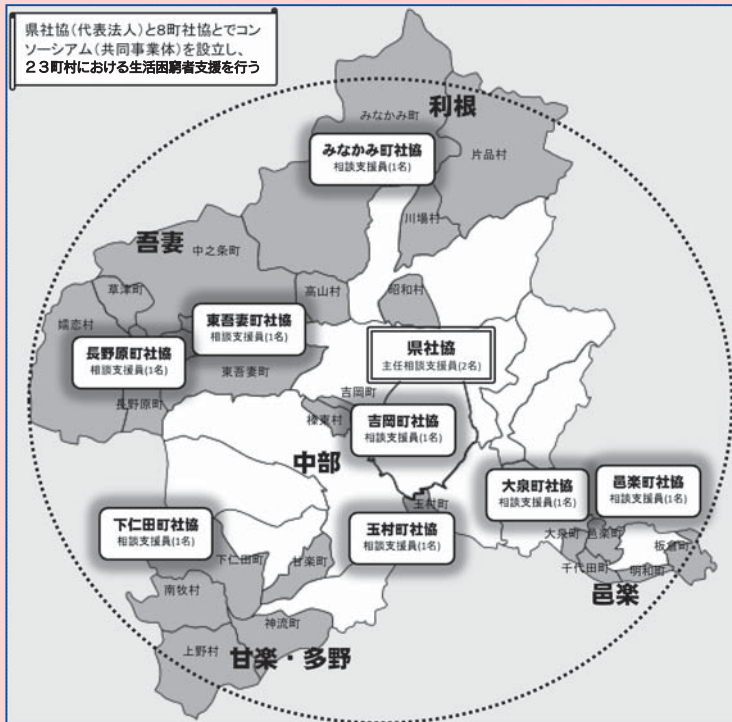 県社協（代表法人）と8町社協とでコン
ソーシアム（共同事業体）を設立し、
２３町村における生活困窮者支援を行う
みなかみ町
利根
みなかみ町社協
相談支援員(1名)
片品村
川場村
吾妻
中之条町
草津町
高山村
昭和村
嬬恋村
東吾妻町社協
相談支援員(1名)
長野原町社協
相談支援員(1名)
県社協
主任相談支援員(2名)
東吾妻町
長野原町
吉岡町
榛東村
吉岡町社協
相談支援員(1名)
中部
大泉町社協
相談支援員(1名)
邑楽町社協
相談支援員(1名)
玉村町
下仁田町社協
相談支援員(1名)
玉村町社協
相談支援員(1名)
大泉町
邑楽町
板倉町
下仁田町
甘楽町
千代田町
明和町
南牧村
邑楽
神流町
上野村
甘楽・多野